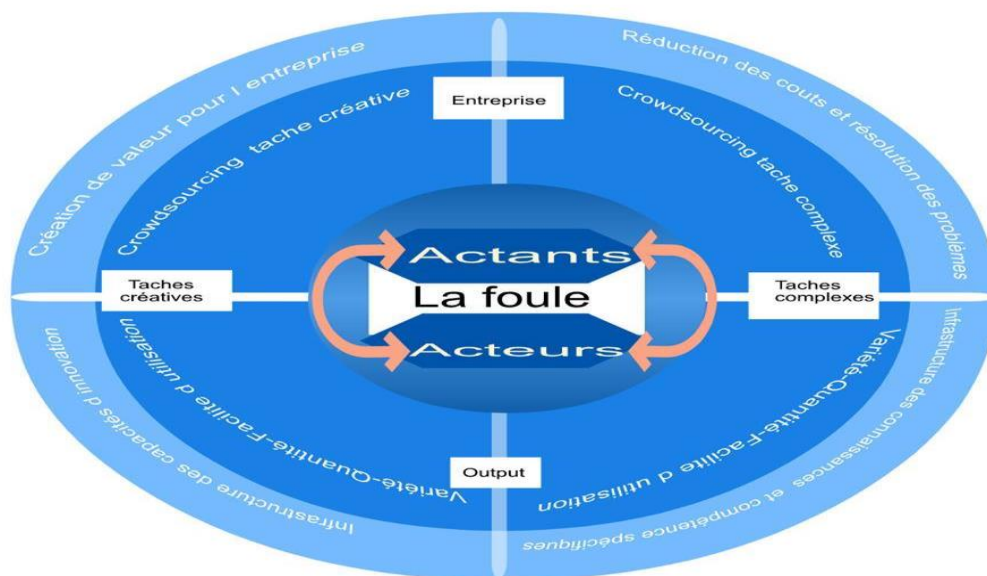 Création de valeur pour l entreprise
Réduction des couts et résolution des problèmes
Crowdsourcing tache créative
Entreprise
Crowdsourcing tache complexe
Actants
Taches
créatives
La foule
Taches
complexes
Acteurs
Infrastructure des capacités d innovation
Variété-Quantité-Facilite d utilisation
Output
Variété-Quantité-Facilite d utilisation
Infrastructure des connaissances et compétence spécifiques